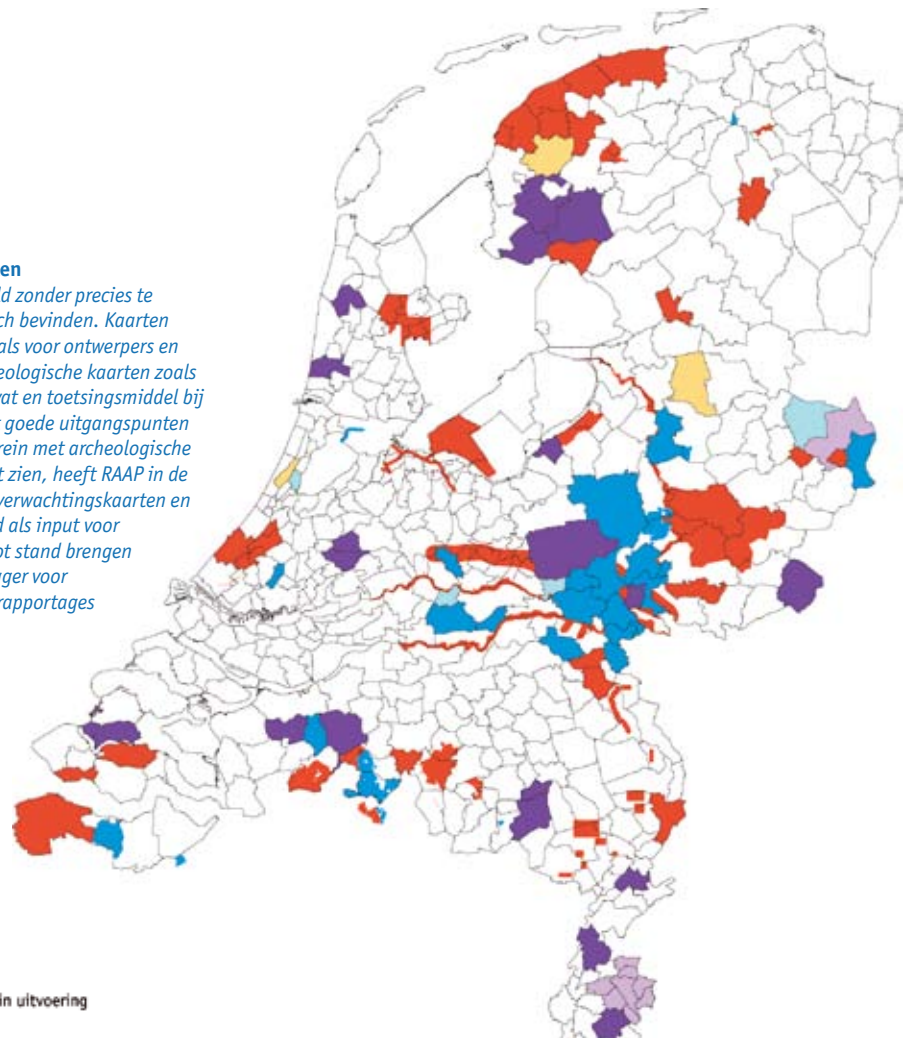 en
d zonder precies te
ch bevinden. Kaarten
als voor ontwerpers en
eologische kaarten zoals
vat en toetsingsmiddel bij
goede uitgangspunten
rein met archeologische
t zien, heeft RAAP in de
verwachtingskaarten en
d als input voor
ot stand brengen
ger voor
rapportages
in uitvoering